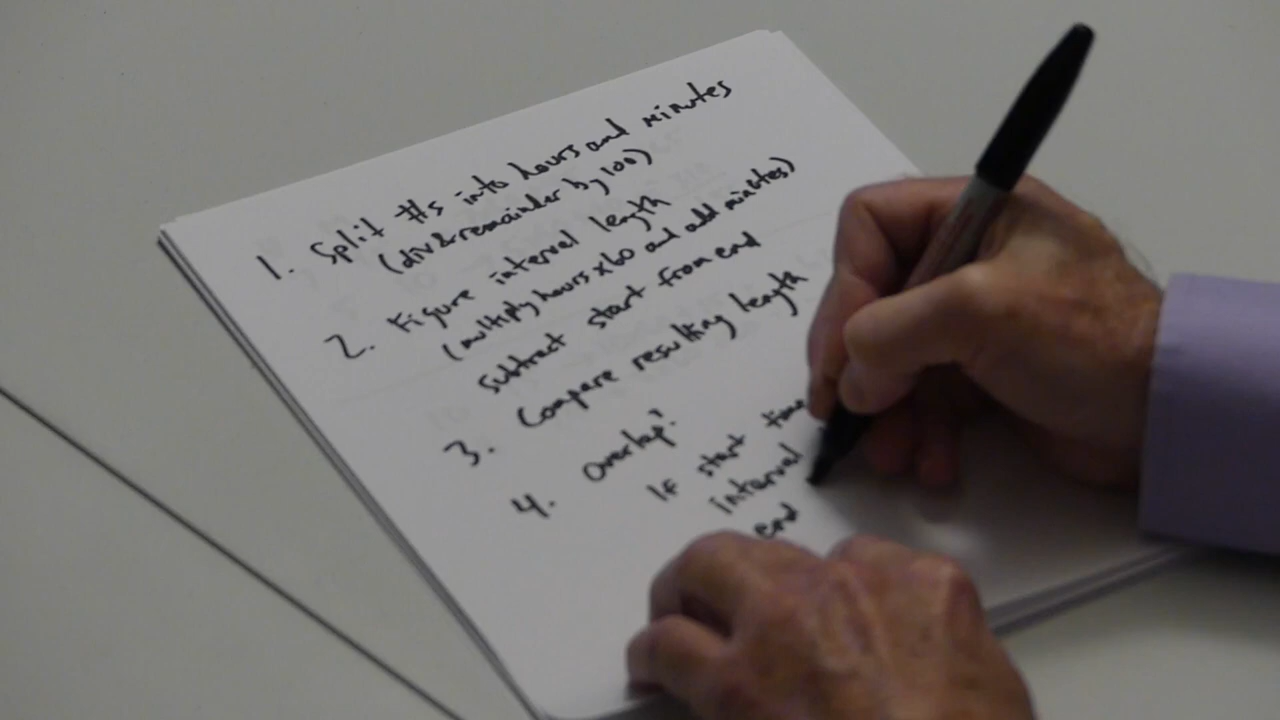 1. Split #s into hours and minutes
(div & remainder by 100)
2. Figure interval length
(multiply hours x 60 and add minutes)
subtract start from end
3. Compare resulting length
4. Overlap?
If start time
interval
end